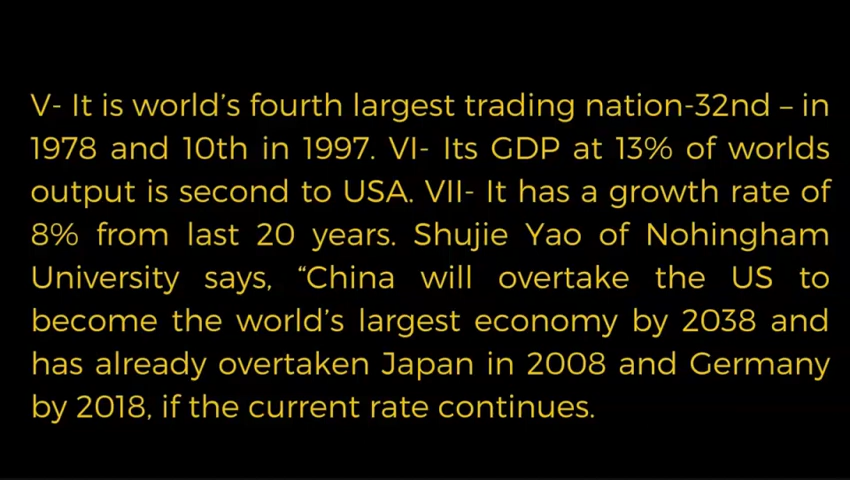 V- It is world’s fourth largest trading nation-32nd – in
1978 and 10th in 1997. VI- Its GDP at 13% of worlds
output is second to USA. VII- It has a growth rate of
8% from last 20 years. Shujie Yao of Nohingham
University says, “China will overtake the US to
become the world’s largest economy by 2038 and
has already overtaken Japan in 2008 and Germany
by 2018, if the current rate continues.